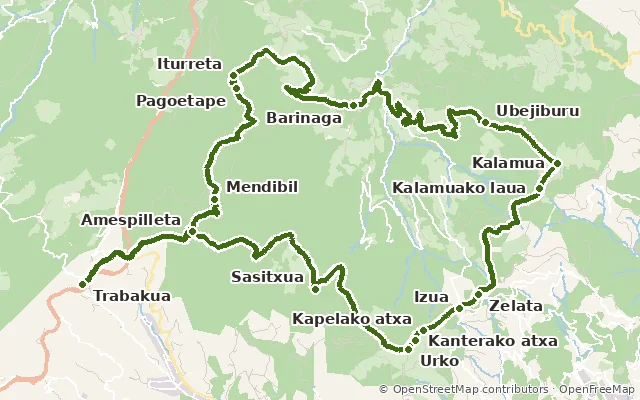 Iturreta
Pagoetape
Barinaga
Ubejiburu
Kalamua
Mendibil
Kalamuako laua
Amespilleta
Sasitxua
Trabakua
Izua
Zelata
Kapelako atxa
Kanterako atxa
Urko
© OpenStreetMap contributors, © OpenFreeMap